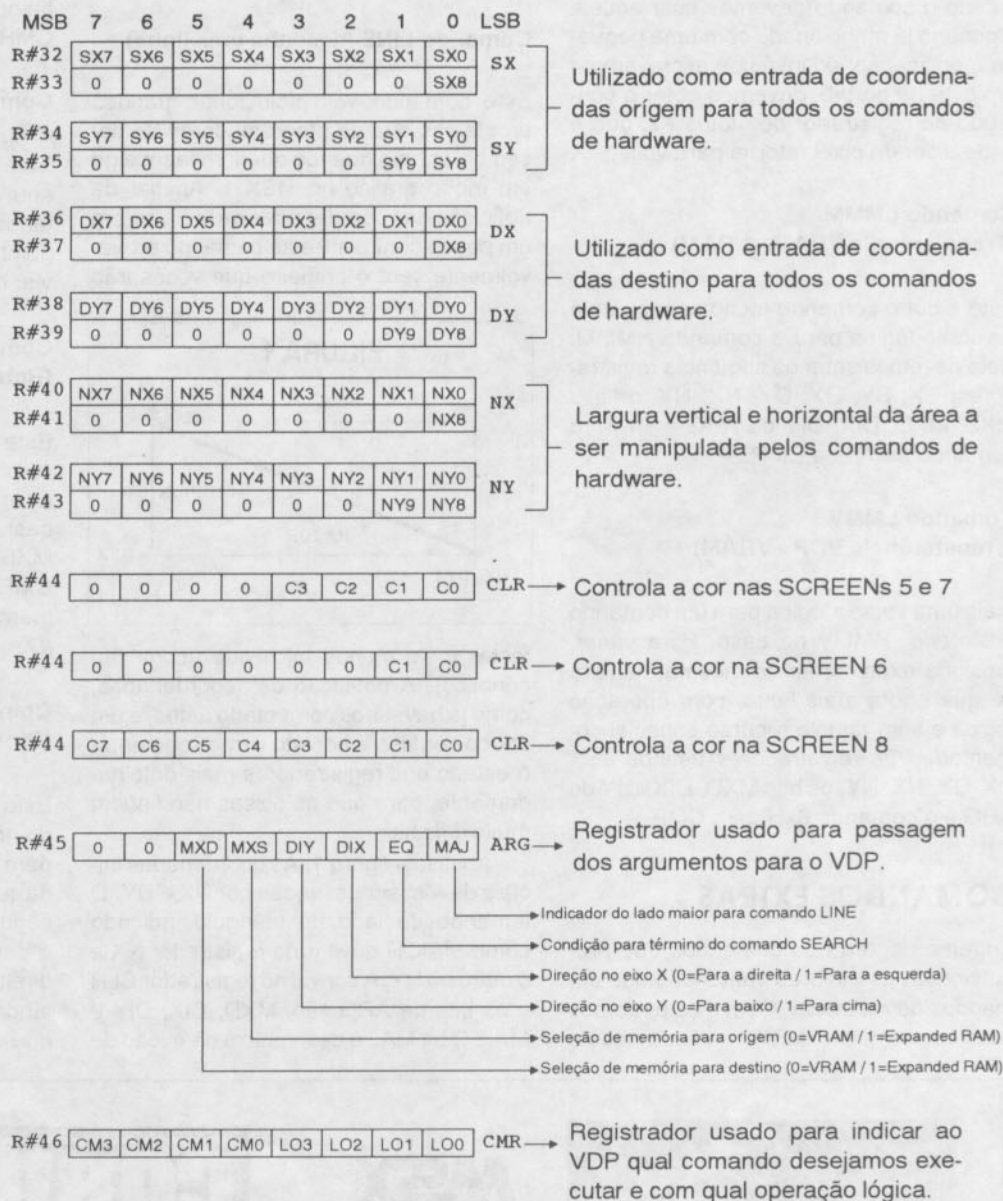 MSB 7 6 5 4 3 2 1 0 LSB
R#32 SX7 SX6 SX5 SX4 SX3 SX2 SX1 SX0 SX
R#33 0 0 0 0 0 0 0 SX8
Utilizado como entrada de coordena-
das origem para todos os comandos
de hardware.
R#34 SY7 SY6 SY5 SY4 SY3 SY2 SY1 SY0 SY
R#35 0 0 0 0 0 0 SY9 SY8
R#36 DX7 DX6 DX5 DX4 DX3 DX2 DX1 DX0 DX
R#37 0 0 0 0 0 0 0 DX8
Utilizado como entrada de coordena-
das destino para todos os comandos
de hardware.
R#38 DY7 DY6 DY5 DY4 DY3 DY2 DY1 DY0 DY
R#39 0 0 0 0 0 0 DY9 DY8
R#40 NX7 NX6 NX5 NX4 NX3 NX2 NX1 NX0 NX
R#41 0 0 0 0 0 0 0 NX8
Largura vertical e horizontal da área a
ser manipulada pelos comandos de
hardware.
R#42 NY7 NY6 NY5 NY4 NY3 NY2 NY1 NY0 NY
R#43 0 0 0 0 0 0 NY9 NY8
R#44 0 0 0 0 C3 C2 C1 C0 CLR Controla a cor nas SCREENs 5 e 7
R#44 0 0 0 0 0 0 C1 C0 CLR Controla a cor na SCREEN 6
R#44 C7 C6 C5 C4 C3 C2 C1 C0 CLR Controla a cor na SCREEN 8
R#45 0 0 MXD MXS DIY DIX EQ MAJ ARG Registrador usado para passagem
dos argumentos para o VDP.
Indicador do lado maior para comando LINE
Condição para término do comando SEARCH
Direção no eixo X (0=Para a direita / 1=Para a esquerda)
Direção no eixo Y (0=Para baixo / 1=Para cima)
Seleção de memória para orígem (0=VRAM / 1=Expanded RAM)
Seleção de memória para destino (0=VRAM / 1=Expanded RAM)
R#46 CM3 CM2 CM1 CM0 LO3 LO2 LO1 LO0 CMR Registrador usado para indicar ao
VDP qual comando desejamos exe-
cutar e com qual operação lógica.